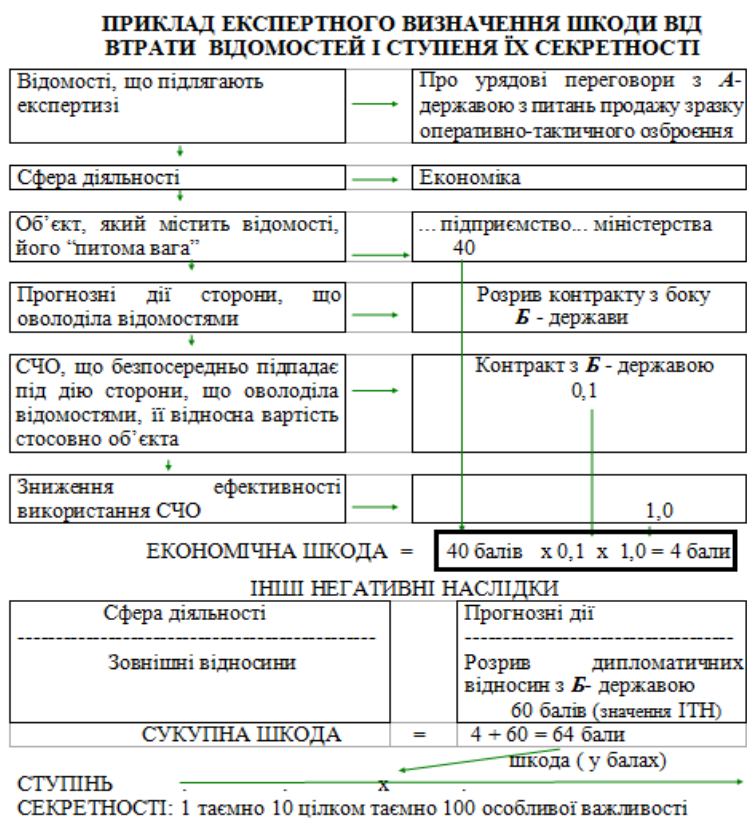 ПРИКЛАД ЕКСПЕРТНОГО ВИЗНАЧЕННЯ ШКОДИ ВІД
ВТРАТИ ВІДОМОСТЕЙ І СТУПЕНЯ ЇХ СЕКРЕТНОСТІ
Відомості, що підлягають
експертизі
Про урядові переговори з А-
державою з питань продажу зразку
оперативно-тактичного озброєння
Сфера діяльності
Економіка
Об’єкт, який містить відомості,
його “питома вага”
... підприємство... міністерства
40
Прогнозні дії сторони, що
оволоділа відомостями
Розрив контракту з боку
Б - держави
СЧО, що безпосередньо підпадає
під дію сторони, що оволоділа
відомостями, її відносна вартість
стосовно об’єкта
Контракт з Б - державою
0,1
Зниження ефективності
використання СЧО
1,0
ЕКОНОМІЧНА ШКОДА = 40 балів х 0,1 х 1,0 = 4 бали
ІНШІ НЕГАТИВНІ НАСЛІДКИ
Сфера діяльності
-----------------------------------------------
Зовнішні відносини
Прогнозні дії
-----------------------------------
Розрив дипломатичних
відносин з Б- державою
60 балів (значення ІТН)
СУКУПНА ШКОДА = 4 + 60 = 64 бали
шкода ( у балах)
СТУПІНЬ . . х .
СЕКРЕТНОСТІ: 1 таємно 10 цілком таємно 100 особливої важливості